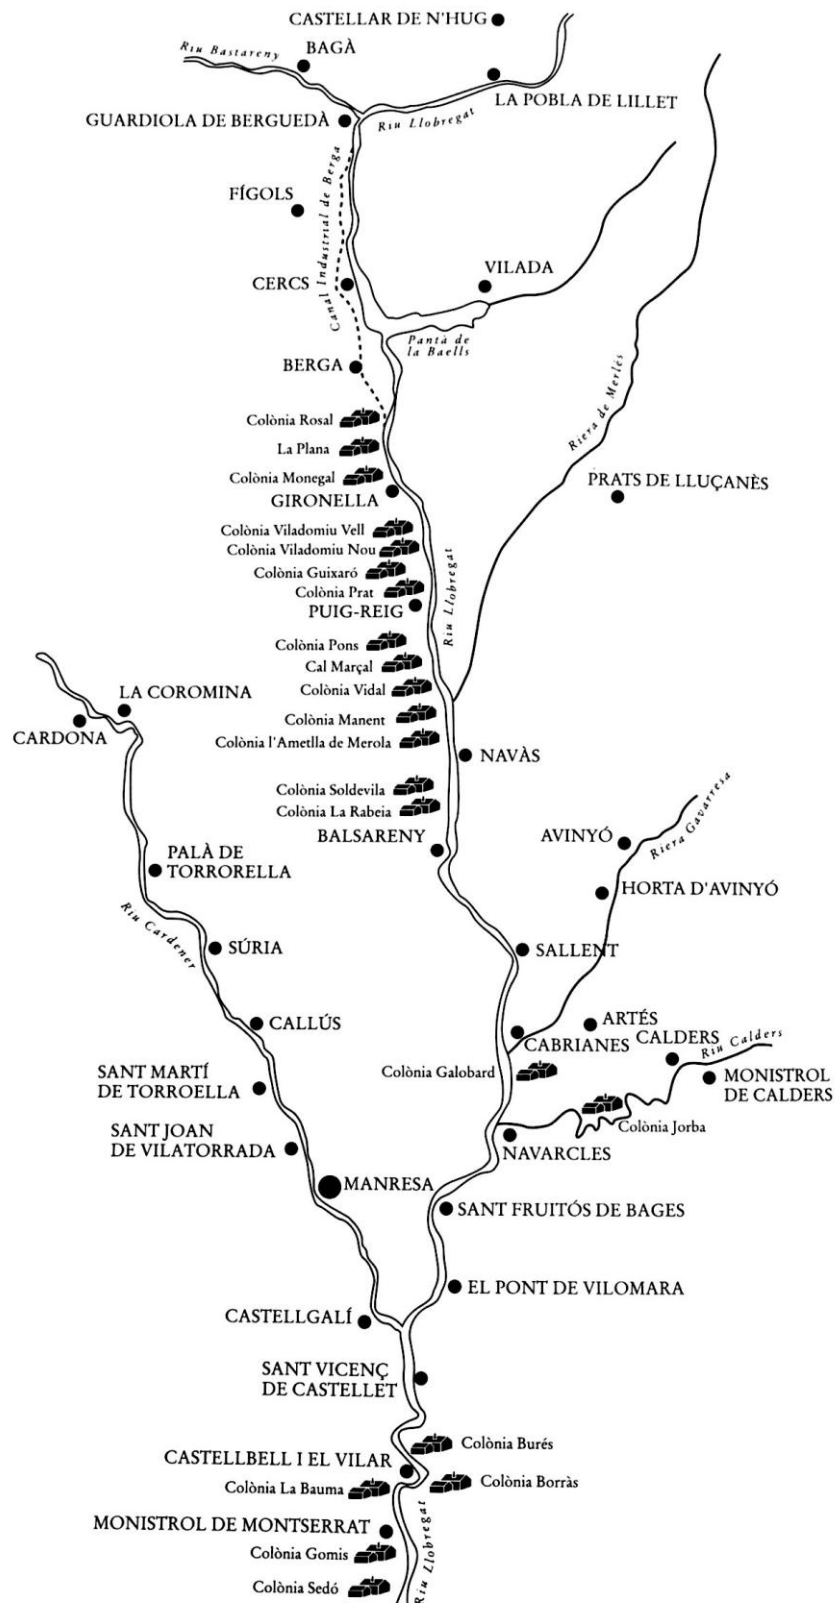 CASTELLAR DE N'HUG
Riu Bastareny
BAGÀ
LA POBLA DE LILLET
GUARDIOLA DE BERGUEDÀ
Riu Llobregat
Canal Industrial de Berga
FÍGOLS
VILADA
CERCS
Pantà de
la Baells
BERGA
Riera de Merlès
Colònia Rosal
La Plana
Colònia Monegal
PRATS DE LLUÇANÈS
GIRONELLA
Colònia Viladomiu Vell
Colònia Viladomiu Nou
Colònia Guixaró
Colònia Prat
PUIG-REIG
Riu Llobregat
Colònia Pons
Cal Marçal
Colònia Vidal
LA COROMINA
Colònia Manent
CARDONA
Colònia l'Ametlla de Merola
NAVÀS
Colònia Soldevila
Colònia La Rabeia
Riera Gavarresa
BALSARENY
AVINYÓ
PALÀ DE
TORRORELLA
HORTA D'AVINYÓ
Riu Cardener
SÚRIA
SALLENT
CALLÚS
ARTÉS
CABRIANES
CALDERS
Riu Calders
Colònia Galobard
SANT MARTÍ
DE TORROELLA
MONISTROL
DE CALDERS
Colònia Jorba
SANT JOAN
DE VILATORRADA
NAVARCLES
MANRESA
SANT FRUITÓS DE BAGES
EL PONT DE VILOMARA
CASTELLGALÍ
SANT VICENÇ
DE CASTELLET
Colònia Burés
CASTELLBELL I EL VILAR
Colònia Borràs
Colònia La Bauma
Riu Llobregat
MONISTROL DE MONTSERRAT
Colònia Gomis
Colònia Sedó